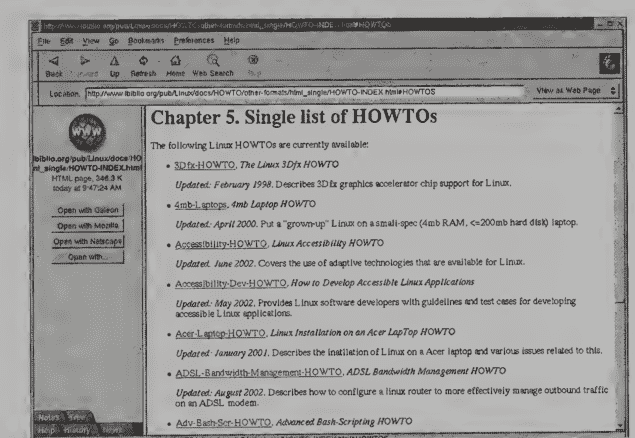 File Edit View Go Bookmarks Preferences Help
Back Up Refresh Home Web Search
Location: http://www.ibiblio.org/pub/Linux/docs/HOWTO/other-formats/html_single/HOWTO-INDEX.html#HOWTOS View as Web Page
WWW
ibiblio.org/pub/Linux/docs/HO
ml_single/HOWTO-INDEX.html
HTML page, 346.3 K
today at 9:47:24 AM
Open with Galeon
Open with Mozilla
Open with Netscape
Open with...
Notes Tree
Help History News
Chapter 5. Single list of HOWTOs
The following Linux HOWTOs are currently available:
• 3Dfx-HOWTO, The Linux 3Dfx HOWTO
Updated: February 1998. Describes 3Dfx graphics accelerator chip support for Linux.
• 4mb-Laptops, 4mb Laptop HOWTO
Updated: April 2000. Put a "grown-up" Linux on a small-spec (4mb RAM, <=200mb hard disk) laptop.
• Accessibility-HOWTO, Linux Accessibility HOWTO
Updated: June 2002. Covers the use of adaptive technologies that are available for Linux.
• Accessibility-Dev-HOWTO, How to Develop Accessible Linux Applications
Updated: May 2002. Provides Linux software developers with guidelines and test cases for developing
accessible Linux applications.
• Acer-Laptop-HOWTO, Linux Installation on an Acer LapTop HOWTO
Updated: January 2001. Describes the instllation of Linux on a Acer laptop and various issues related to this.
• ADSL-Bandwidth-Management-HOWTO, ADSL Bandwidth Management HOWTO
Updated: August 2002. Describes how to configure a linux router to more effectively manage outbound traffic
on an ADSL modem.
• Adv-Bash-Scr-HOWTO, Advanced Bash-Scripting HOWTO